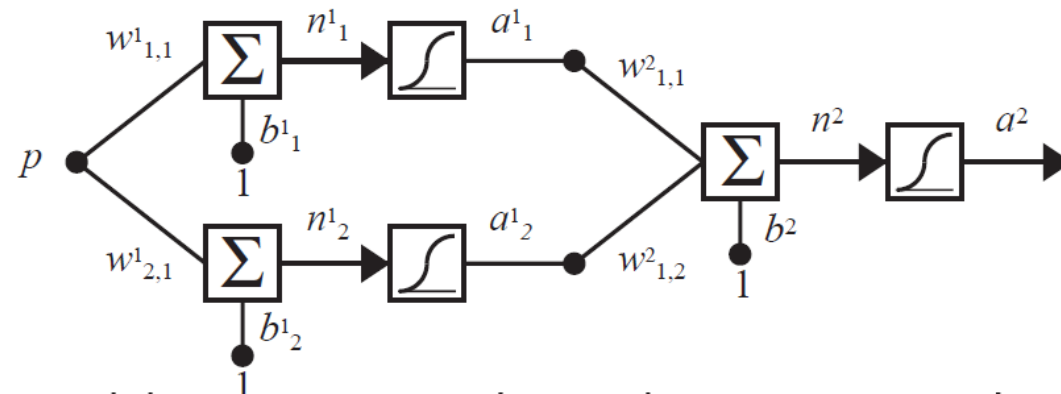 w¹₁,₁ n¹₁ a¹₁ w²₁,₁
Σ
b¹₁
1
p
Σ n² a²
b²
1
w¹₂,₁ n¹₂ a¹₂ w²₁,₂
Σ
b¹₂
1